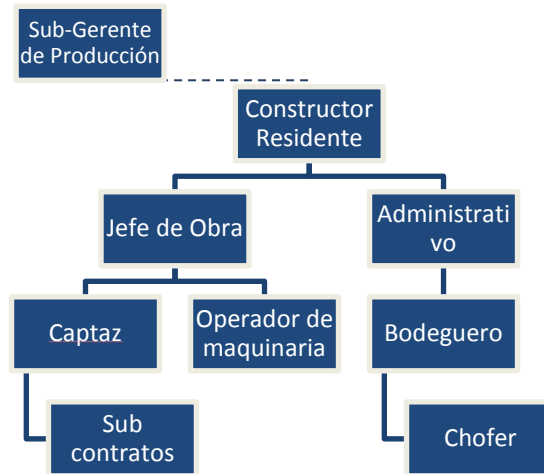 Sub-Gerente
de Producción
Constructor
Residente
Jefe de Obra
Administrati
vo
Captaz
Operador de
maquinaria
Bodeguero
Sub
contratos
Chofer